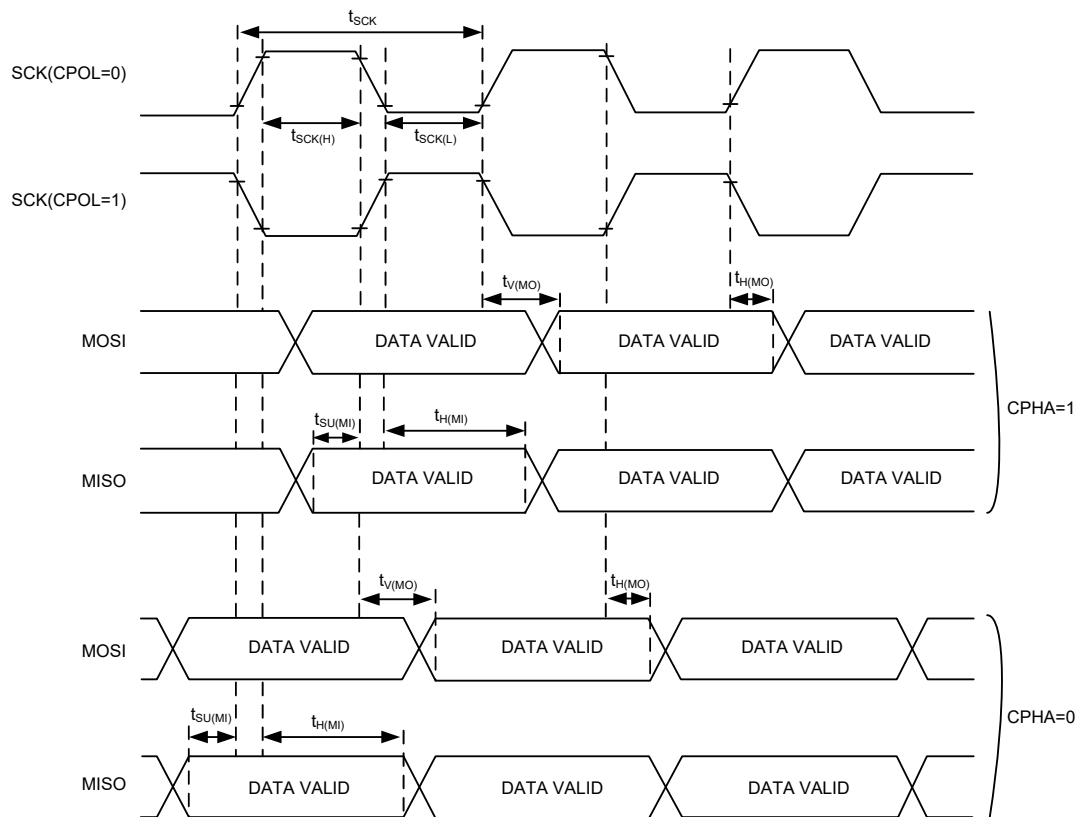 tSCK
SCK(CPOL=0)
tSCK(H)
tSCK(L)
SCK(CPOL=1)
tV(MO)
tH(MO)
MOSI
DATA VALID
DATA VALID
DATA VALID
CPHA=1
tSU(MI)
tH(MI)
MISO
DATA VALID
DATA VALID
DATA VALID
tV(MO)
tH(MO)
MOSI
DATA VALID
DATA VALID
DATA VALID
CPHA=0
tSU(MI)
tH(MI)
MISO
DATA VALID
DATA VALID
DATA VALID